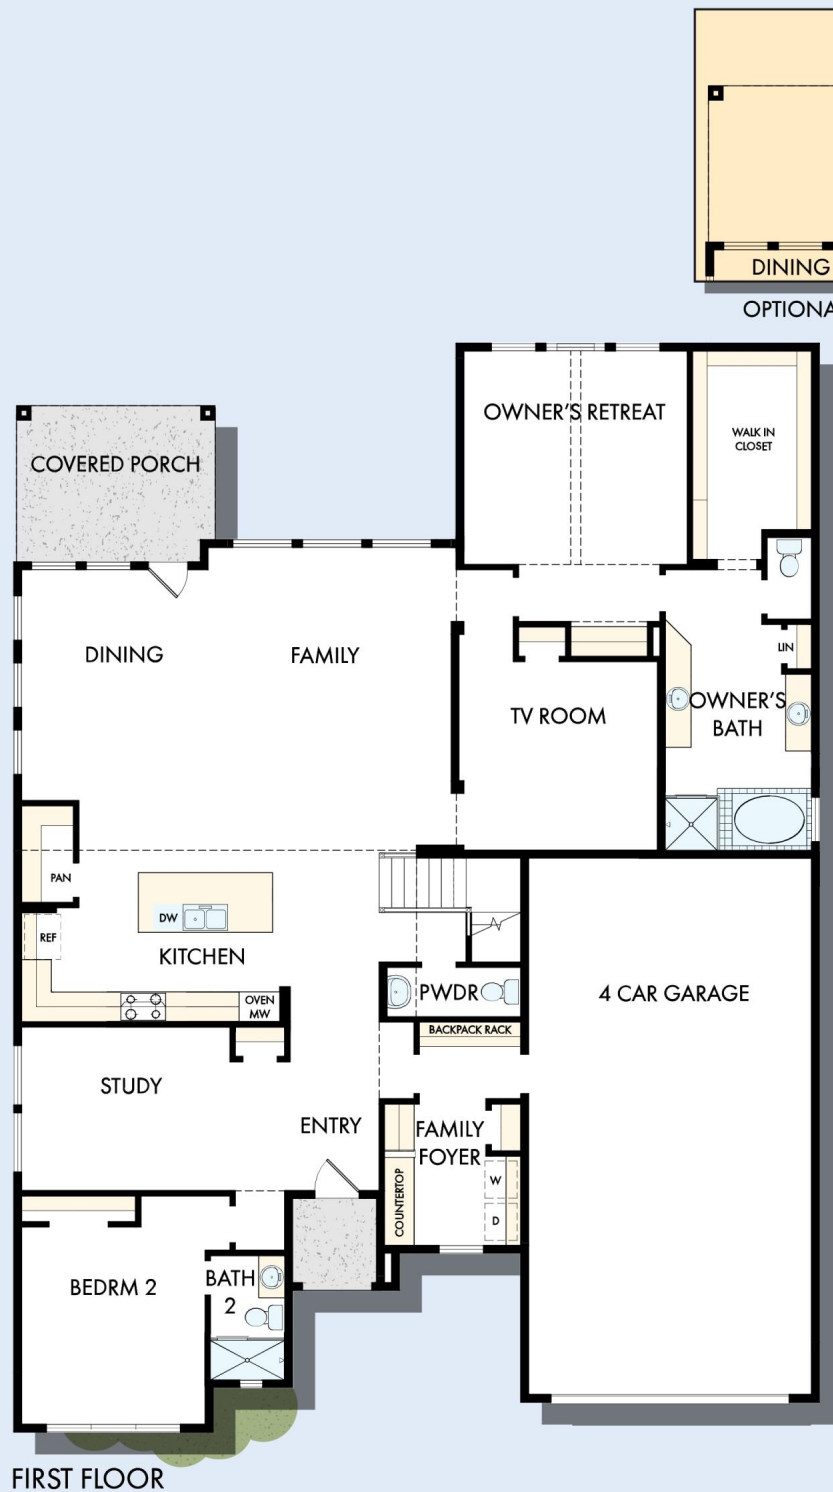 DINING
OPTIONA
OWNER'S RETREAT
WALK IN
CLOSET
COVERED PORCH
DINING
FAMILY
LIN
TV ROOM
OWNER'S
BATH
PAN
DW
REF
KITCHEN
OVEN
MW
PWDR
4 CAR GARAGE
BACKPACK RACK
STUDY
ENTRY
FAMILY
FOYER
COUNTERTOP
W
D
BEDRM 2
BATH
2
FIRST FLOOR